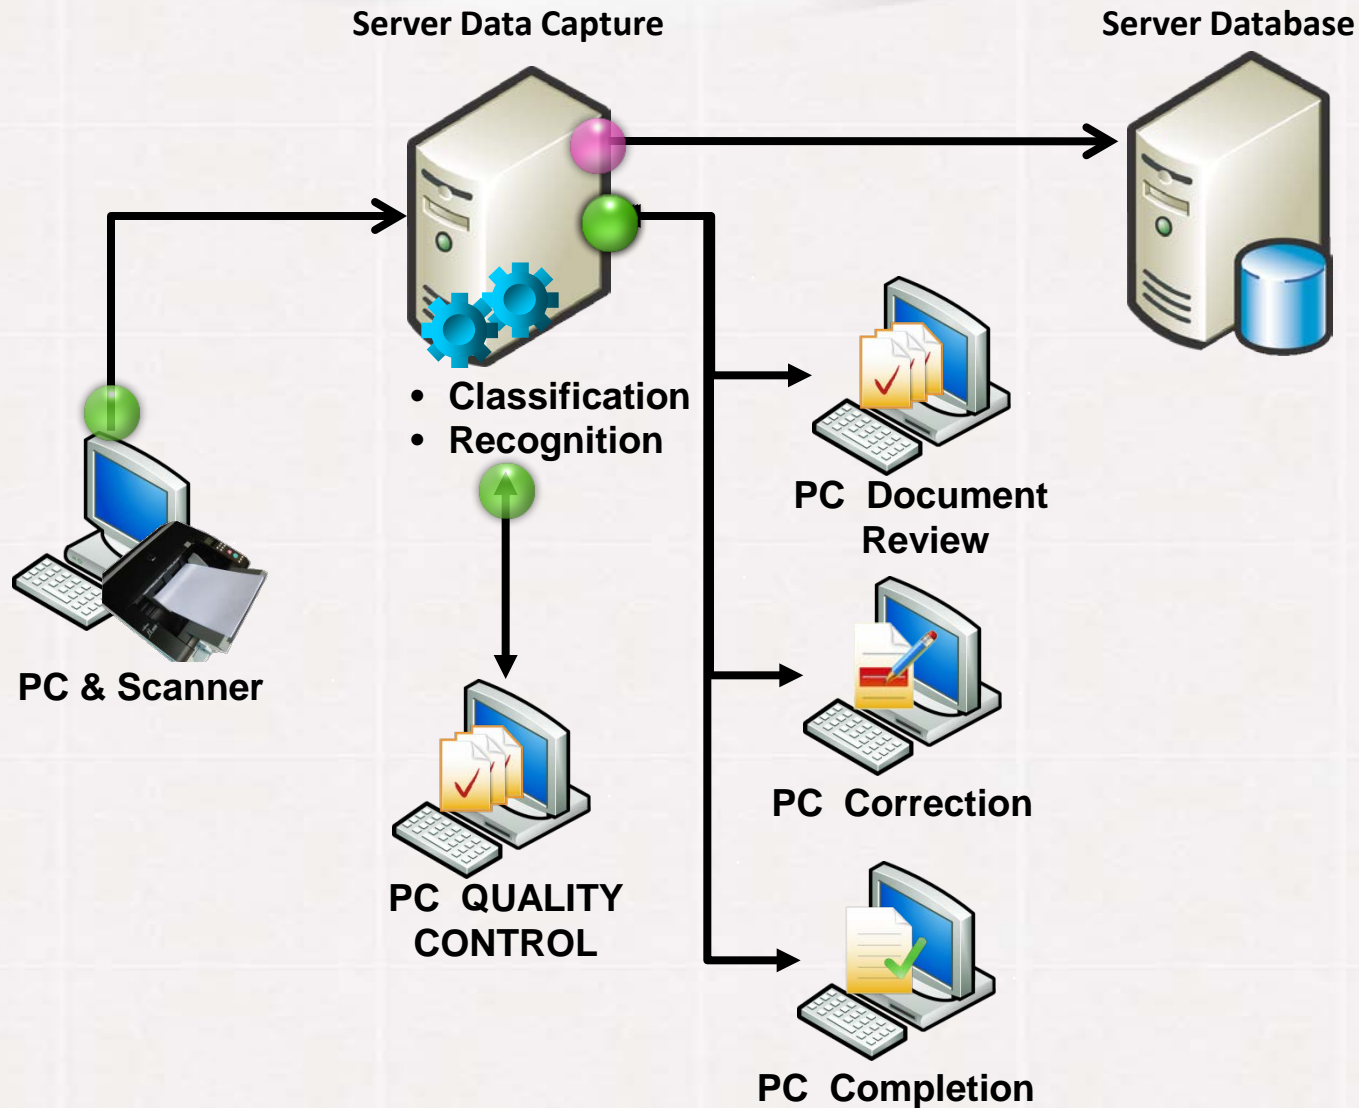 Server Data Capture
Server Database
• Classification
• Recognition
PC Document
Review
PC & Scanner
PC Correction
PC QUALITY
CONTROL
PC Completion